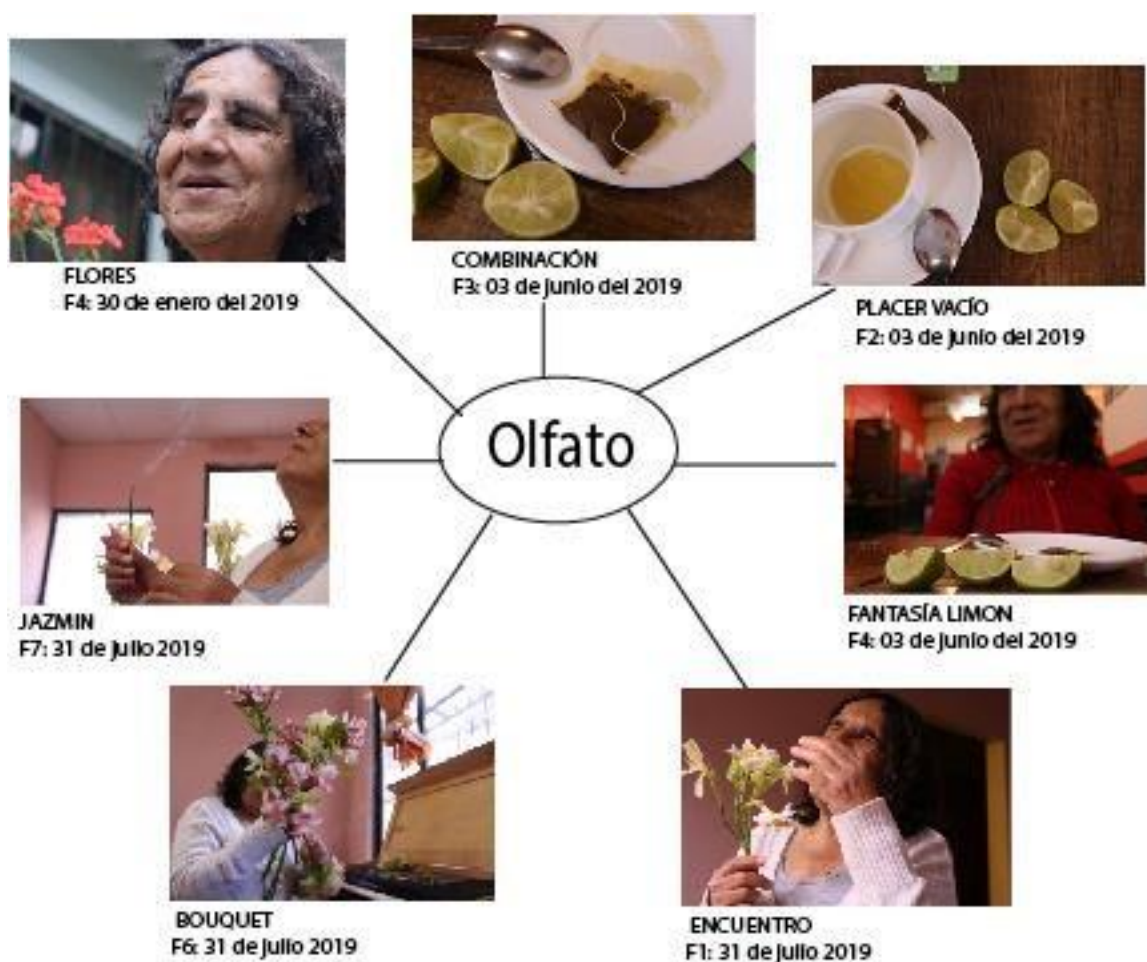 FLORES
F4: 30 de enero del 2019
COMBINACIÓN
F3: 03 de junio del 2019
PLACER VACÍO
F2: 03 de junio del 2019
Olfato
JAZMIN
F7: 31 de julio 2019
FANTASÍA LIMON
F4: 03 de junio del 2019
BOUQUET
F6: 31 de julio 2019
ENCUENTRO
F1: 31 de julio 2019